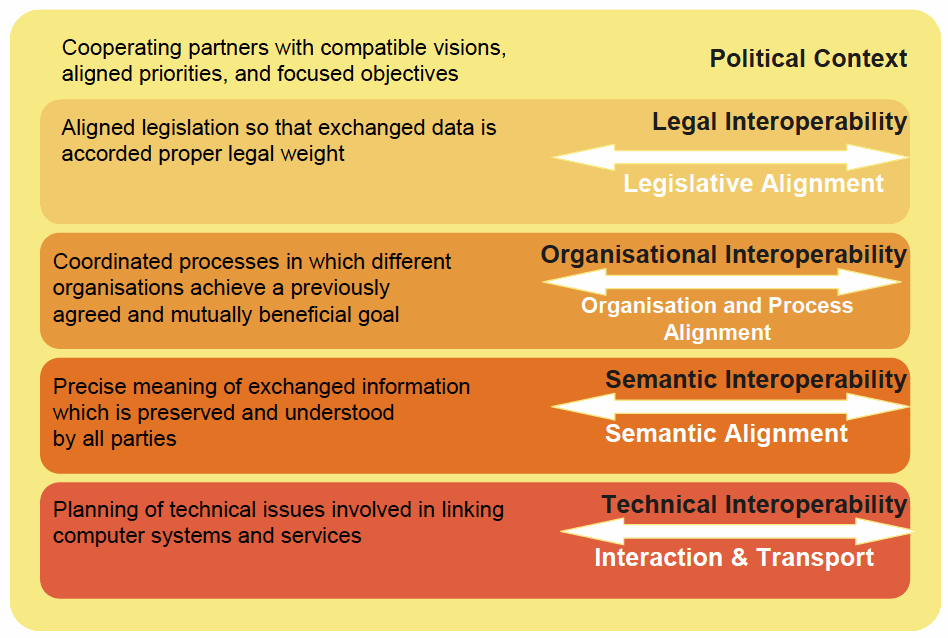 Cooperating partners with compatible visions,
aligned priorities, and focused objectives
Political Context
Aligned legislation so that exchanged data is
accorded proper legal weight
Legal Interoperability
Legislative Alignment
Coordinated processes in which different
organisations achieve a previously
agreed and mutually beneficial goal
Organisational Interoperability
Organisation and Process
Alignment
Precise meaning of exchanged information
which is preserved and understood
by all parties
Semantic Interoperability
Semantic Alignment
Planning of technical issues involved in linking
computer systems and services
Technical Interoperability
Interaction & Transport